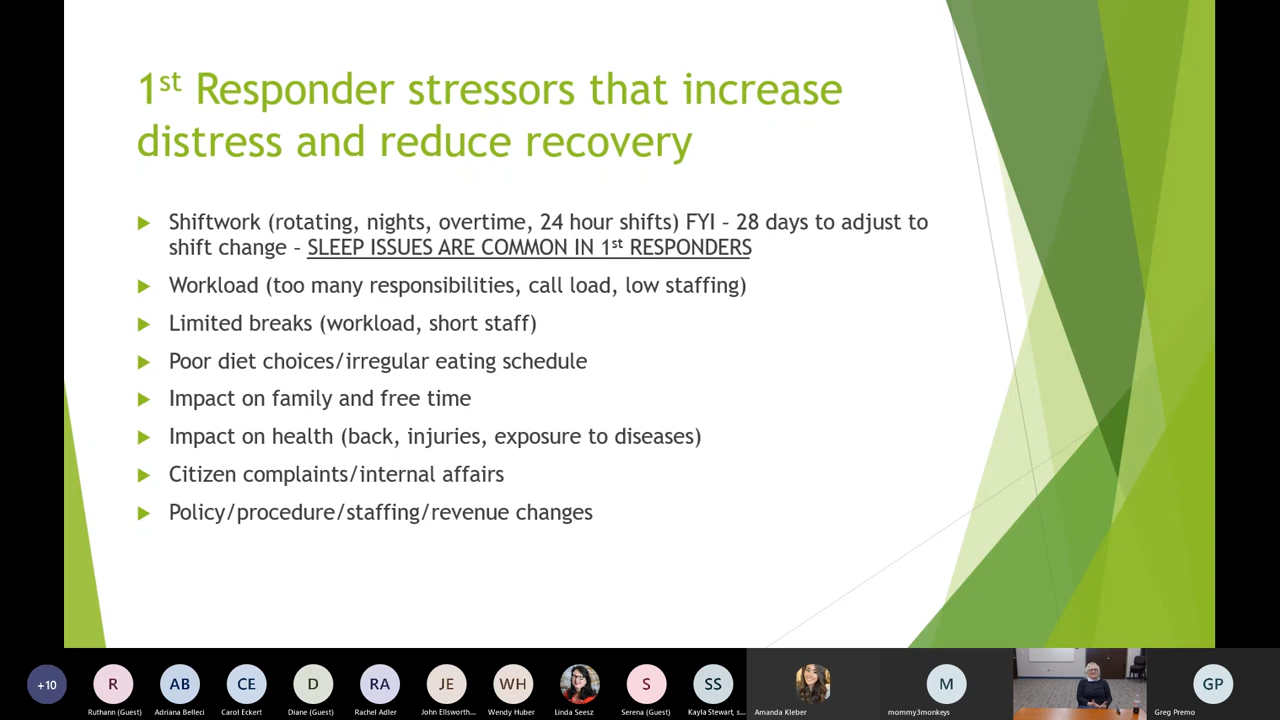 1st Responder stressors that increase
distress and reduce recovery
Shiftwork (rotating, nights, overtime, 24 hour shifts) FYI – 28 days to adjust to
shift change – SLEEP ISSUES ARE COMMON IN 1st RESPONDERS
Workload (too many responsibilities, call load, low staffing)
Limited breaks (workload, short staff)
Poor diet choices/irregular eating schedule
Impact on family and free time
Impact on health (back, injuries, exposure to diseases)
Citizen complaints/internal affairs
Policy/procedure/staffing/revenue changes
+10 R AB CE D RA JE WH S SS M GP
Ruthann (Guest) Adriana Belleci Carol Eckert Diane (Guest) Rachel Adler John Ellsworth... Wendy Huber Linda Seesz Serena (Guest) Kayla Stewart, s... Amanda Kleber mommy3monkeys Greg Premo